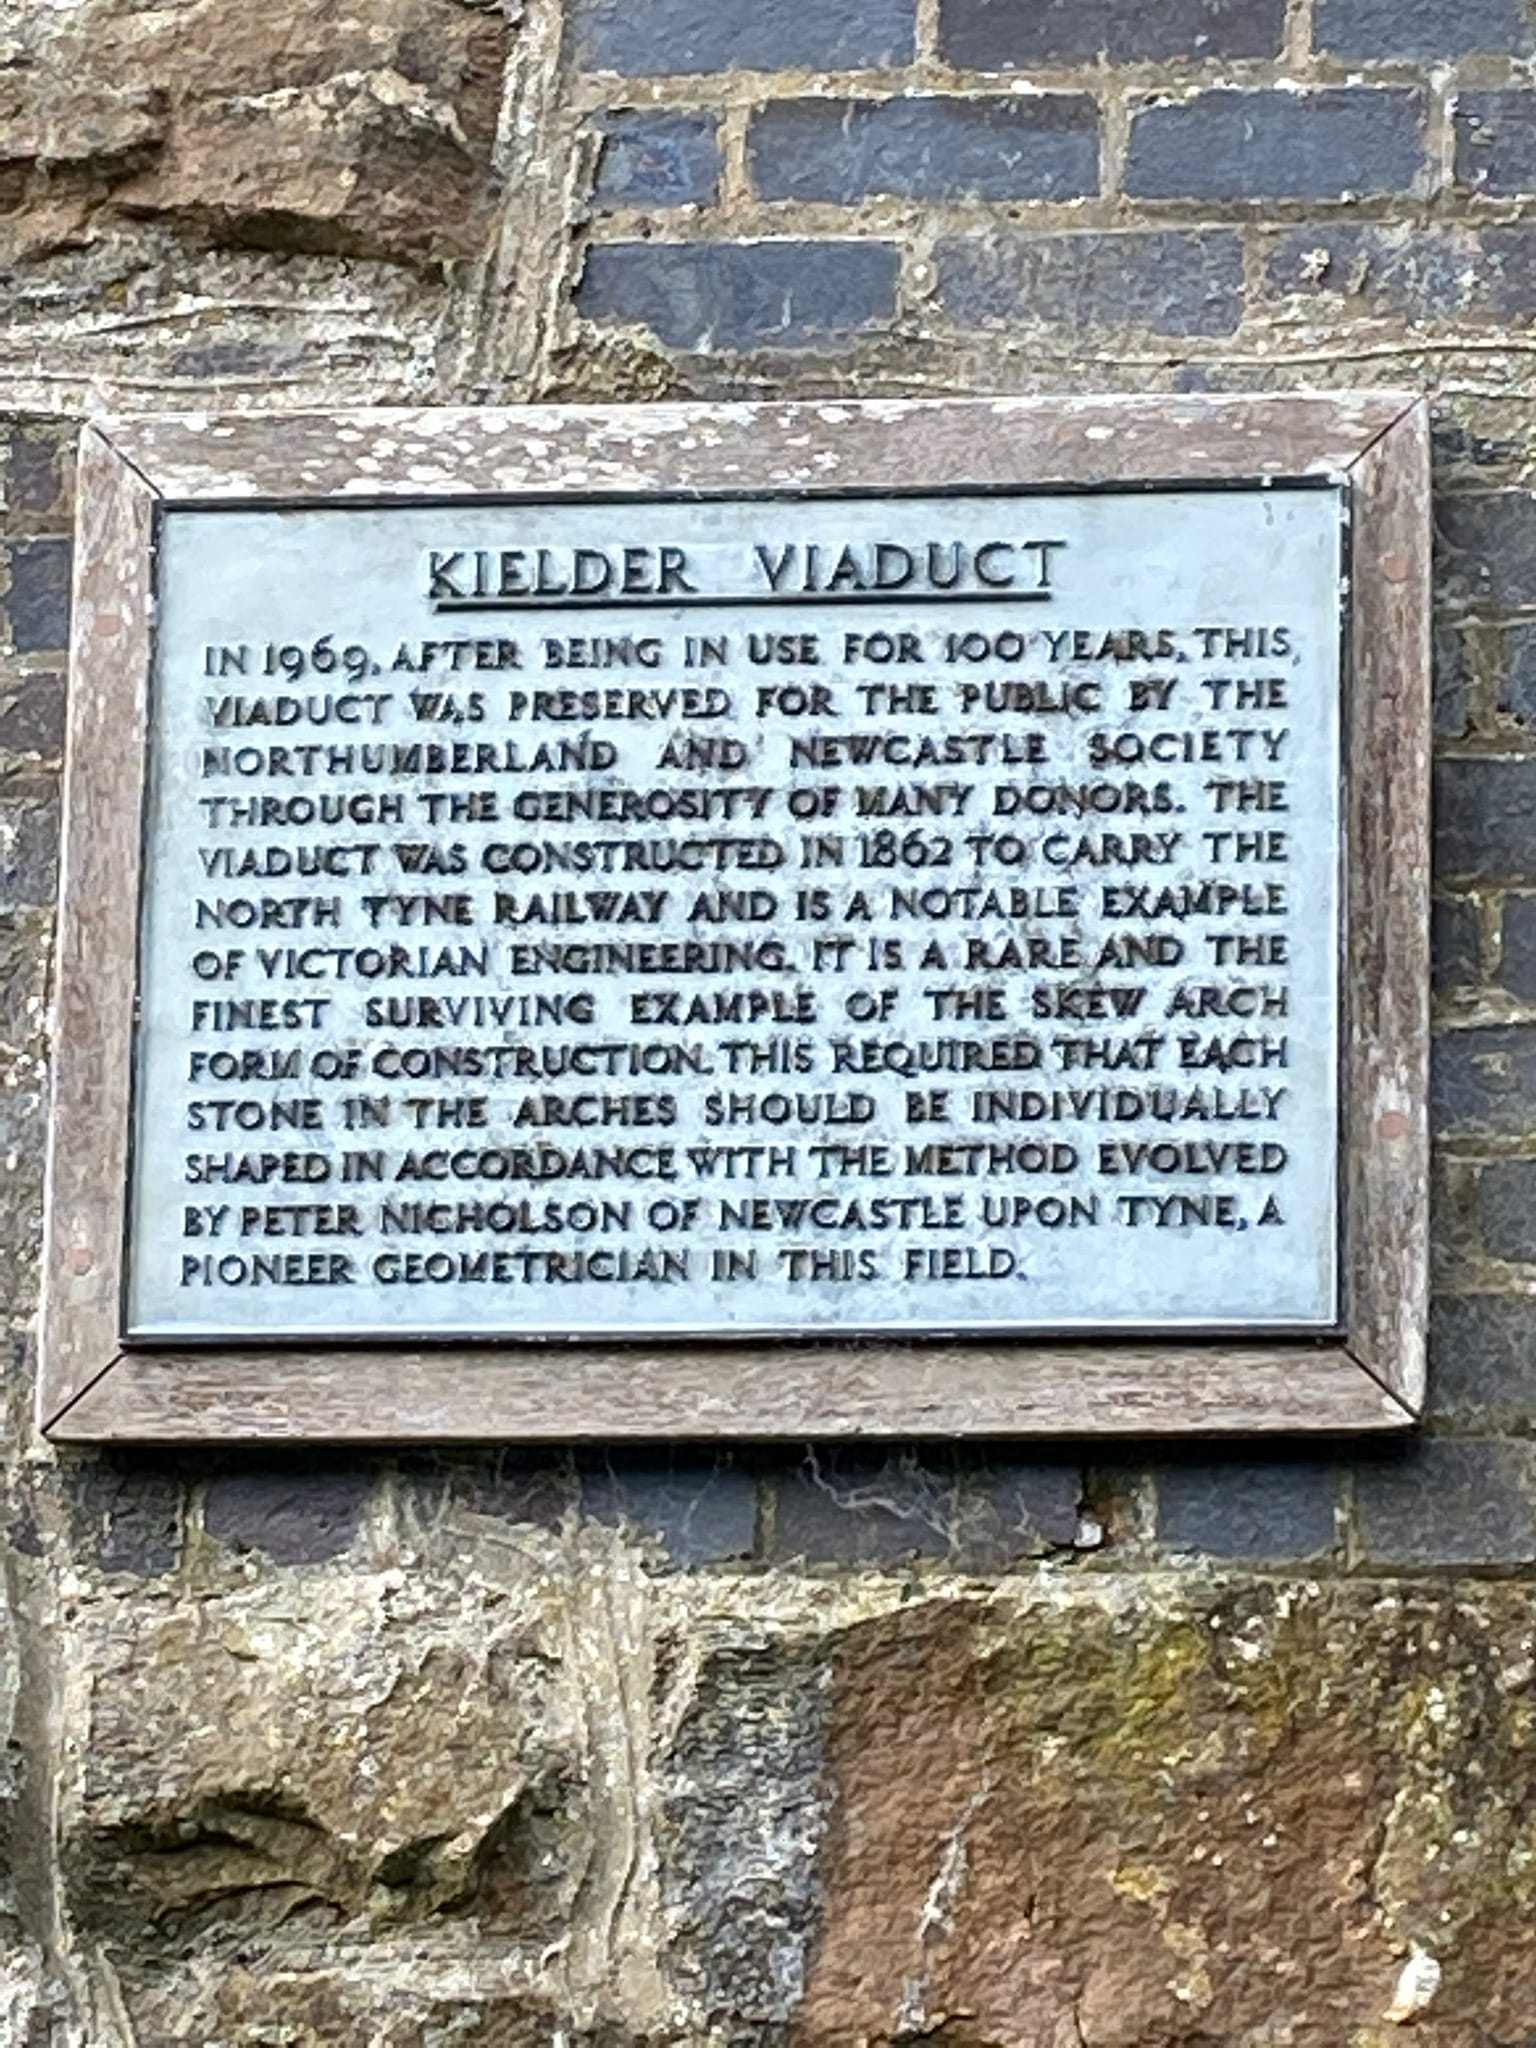 KIELDER VIADUCT
IN 1969, AFTER BEING IN USE FOR 100 YEARS, THIS
VIADUCT WAS PRESERVED FOR THE PUBLIC BY THE
NORTHUMBERLAND AND NEWCASTLE SOCIETY
THROUGH THE GENEROSITY OF MANY DONORS. THE
VIADUCT WAS CONSTRUCTED IN 1862 TO CARRY THE
NORTH TYNE RAILWAY AND IS A NOTABLE EXAMPLE
OF VICTORIAN ENGINEERING. IT IS A RARE AND THE
FINEST SURVIVING EXAMPLE OF THE SKEW ARCH
FORM OF CONSTRUCTION. THIS REQUIRED THAT EACH
STONE IN THE ARCHES SHOULD BE INDIVIDUALLY
SHAPED IN ACCORDANCE WITH THE METHOD EVOLVED
BY PETER NICHOLSON OF NEWCASTLE UPON TYNE, A
PIONEER GEOMETRICIAN IN THIS FIELD.